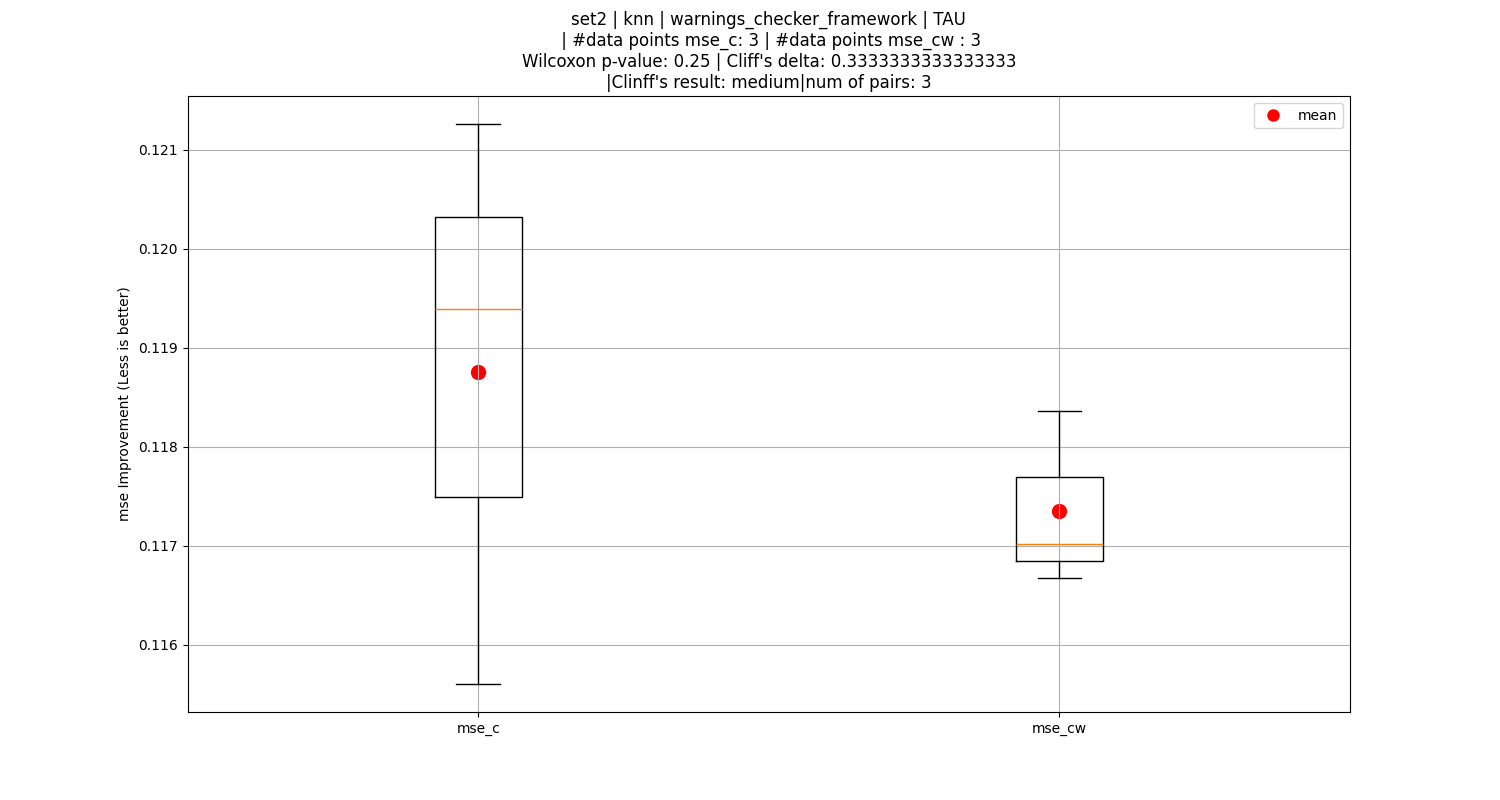 set2 | knn | warnings_checker_framework | TAU
| #data points mse_c: 3 | #data points mse_cw : 3
Wilcoxon p-value: 0.25 | Cliff's delta: 0.3333333333333333
|Clinff's result: medium|num of pairs: 3
mean
0.121
0.120
0.119
0.118
0.117
0.116
mse Improvement (Less is better)
mse_c
mse_cw